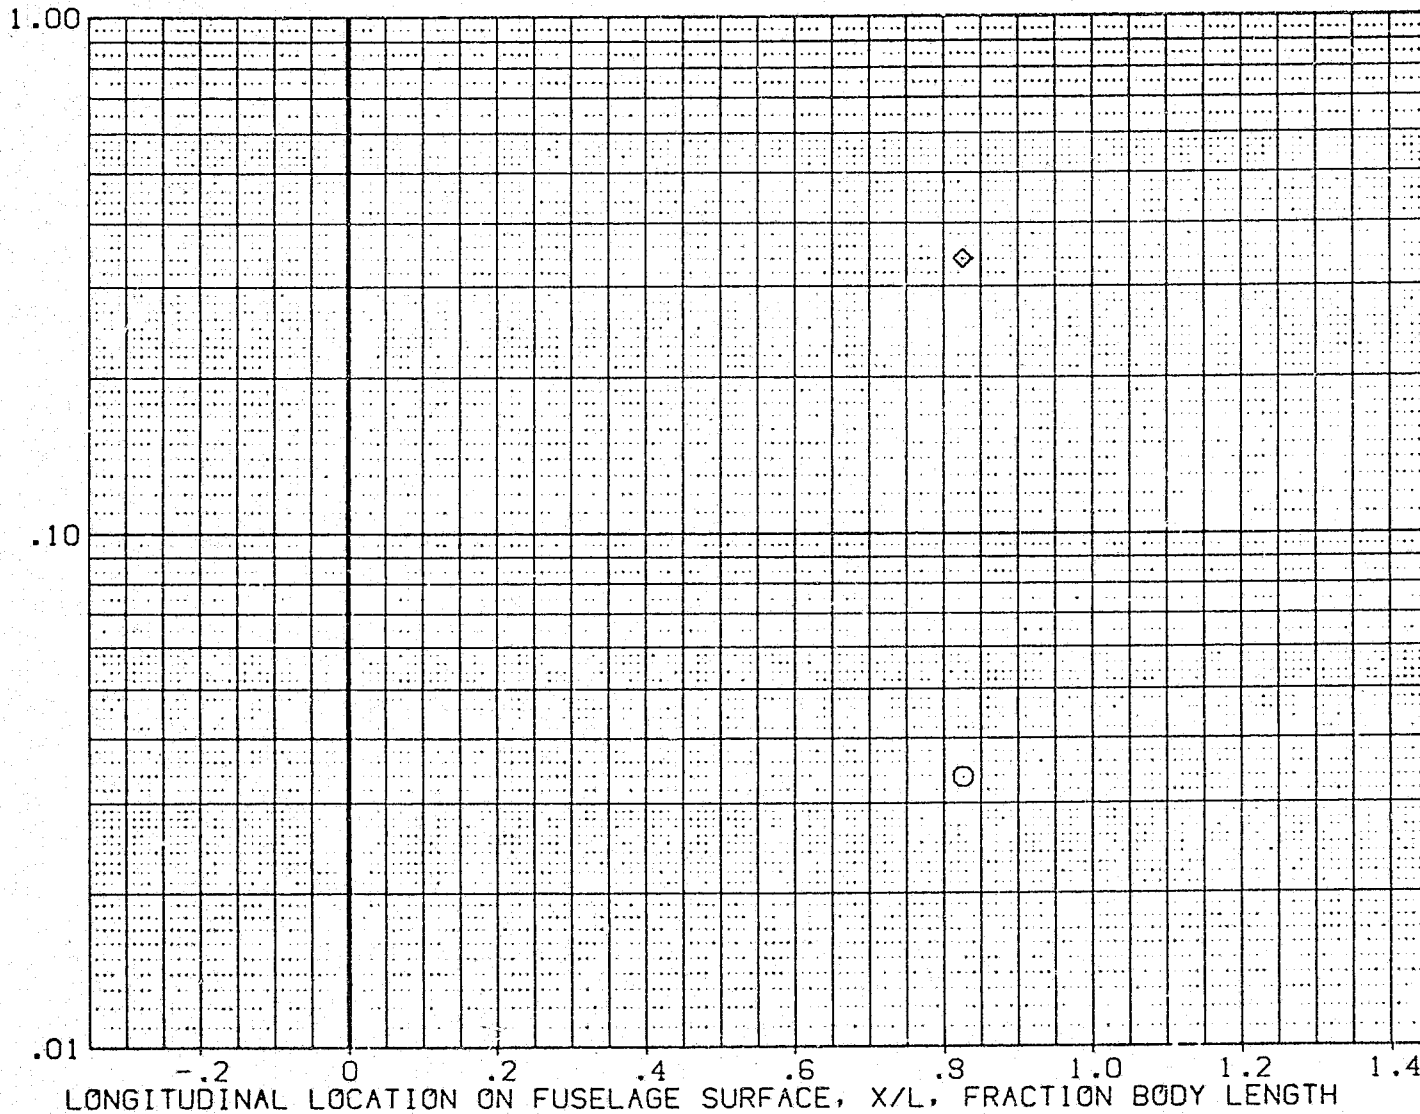 1.00
.10
.01
-.2 0 .2 .4 .6 .8 1.0 1.2 1.4
LONGITUDINAL LOCATION ON FUSELAGE SURFACE, X/L, FRACTION BODY LENGTH